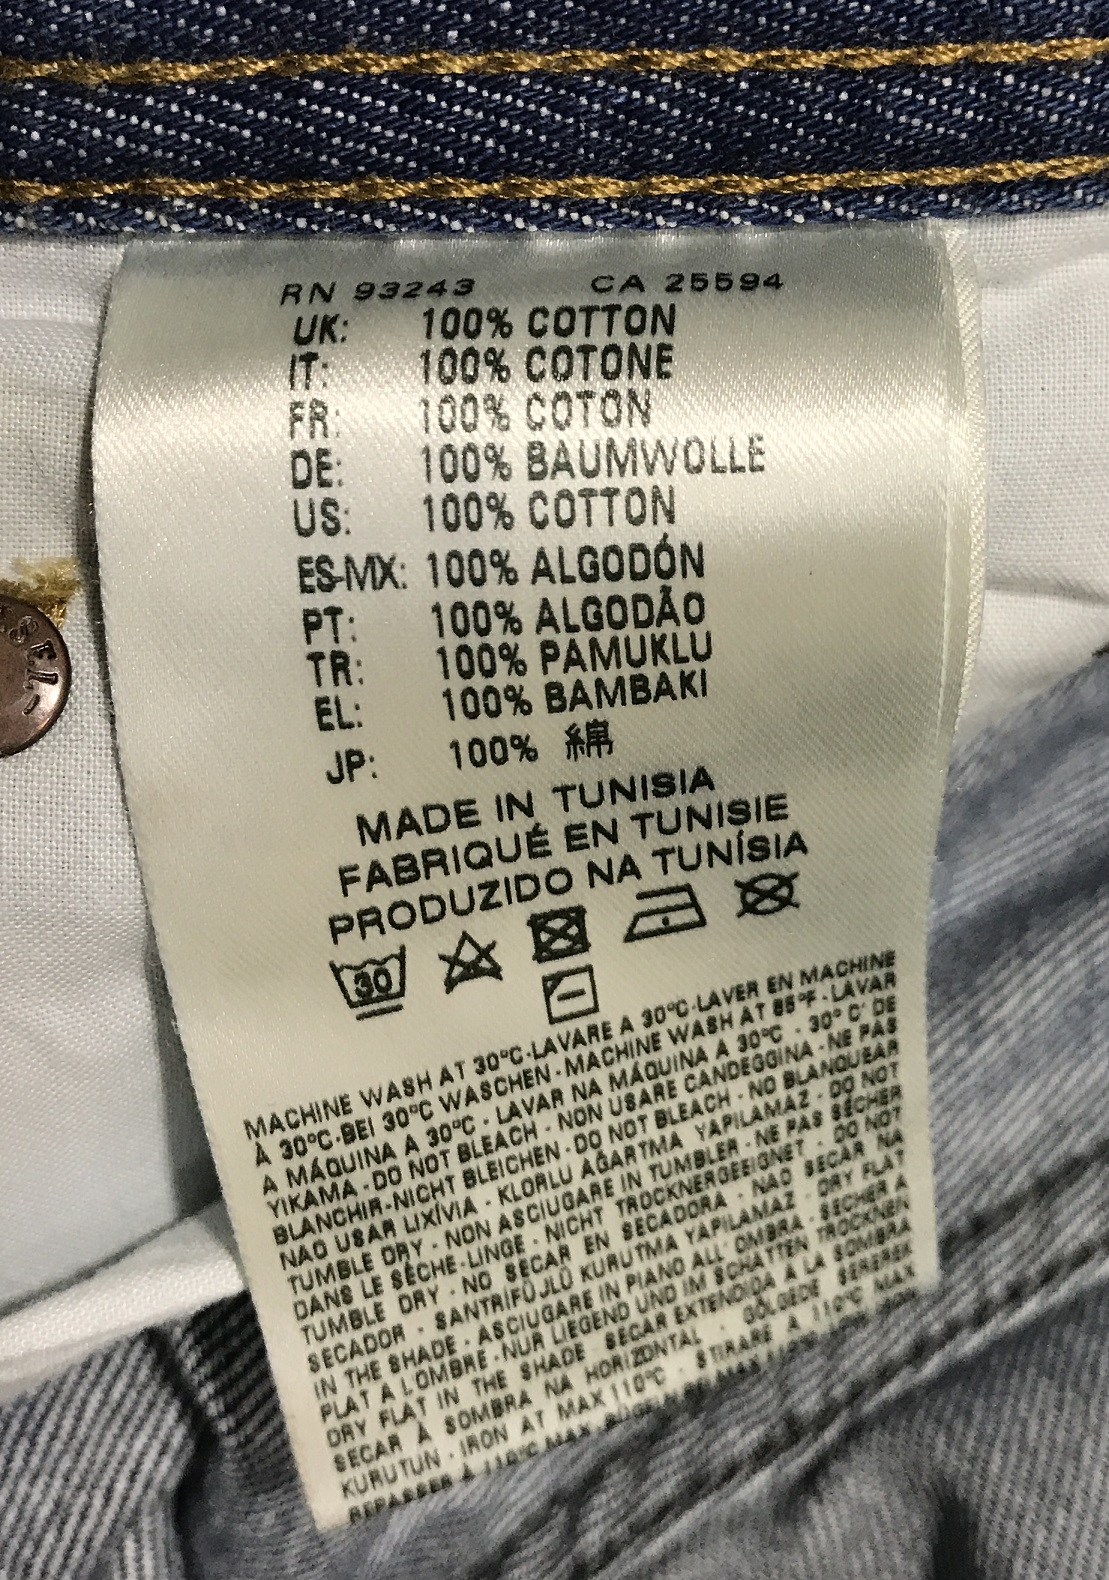 RN 93243 CA 25594
UK: 100% COTTON
IT: 100% COTONE
FR: 100% COTON
DE: 100% BAUMWOLLE
US: 100% COTTON
ES-MX: 100% ALGODÓN
PT: 100% ALGODÃO
TR: 100% PAMUKLU
EL: 100% BAMBAKI
JP: 100% 綿
MADE IN TUNISIA
FABRIQUÉ EN TUNISIE
PRODUZIDO NA TUNÍSIA
30
MACHINE WASH AT 30°C-LAVARE A 30°C-LAVER EN MACHINE
À 30°C-BEI 30°C WASCHEN-MACHINE WASH AT 85°F-LAVAR
A MÁQUINA A 30°C - LAVAR NA MÁQUINA A 30°C - 30° C' DE
YIKAMA-DO NOT BLEACH - NON USARE CANDEGGINA-NE PAS
BLANCHIR-NICHT BLEICHEN-DO NOT BLEACH - NO BLANQUEAR
NAO USAR LIXÍVIA - KLORLU AĞARTMA YAPILAMAZ - DO NOT
TUMBLE DRY - NON ASCIUGARE IN TUMBLER-NE PAS SÉCHER
DANS LE SÈCHE-LINGE - NICHT TROCKNERGEEIGNET - DO NOT
TUMBLE DRY - NO SECAR EN SECADORA - NAO SECAR NA
SECADOR - SANTRIFÜJLÜ KURUTMA YAPILAMAZ - DRY FLAT
IN THE SHADE - ASCIUGARE IN PIANO ALL' OMBRA - SECHER A
PLAT A LOMBRE-NUR LIEGEND UND IM SCHATTEN TROCKNEN
DRY FLAT IN THE SHADE - SECAR EXTENDIDA A LA SOMBRA
SECAR À SOMBRA NA HORIZONTAL - GÖLGEDE SEREREK
KURUTUN - IRON AT MAX 110°C - STIRARE A 110°C MAX
REPASSER À 110°C MAX
SEL-